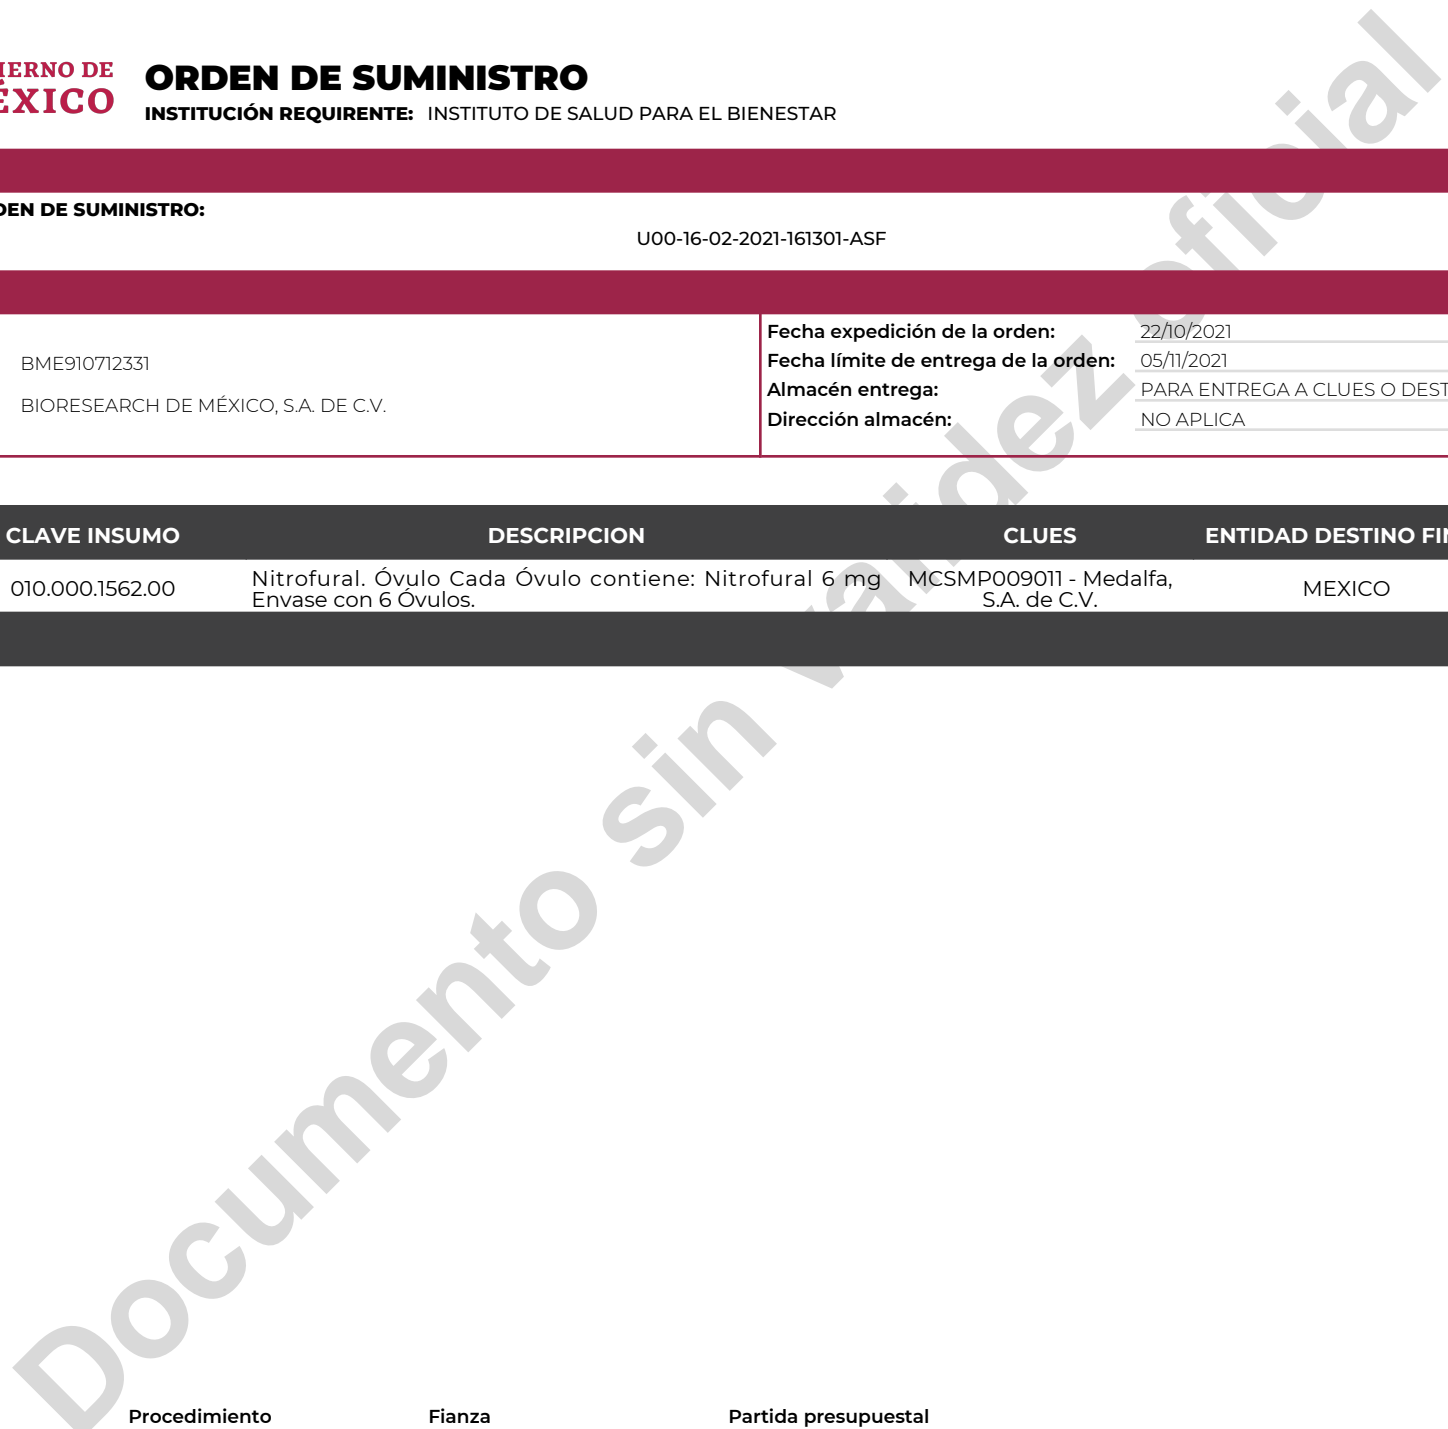 IERNO DE
ÉXICO
ORDEN DE SUMINISTRO
INSTITUCIÓN REQUIRENTE: INSTITUTO DE SALUD PARA EL BIENESTAR
DEN DE SUMINISTRO:
U00-16-02-2021-161301-ASF
BME910712331
BIORESEARCH DE MÉXICO, S.A. DE C.V.
Fecha expedición de la orden: 22/10/2021
Fecha límite de entrega de la orden: 05/11/2021
Almacén entrega: PARA ENTREGA A CLUES O DEST
Dirección almacén: NO APLICA
CLAVE INSUMO DESCRIPCION CLUES ENTIDAD DESTINO FIN
010.000.1562.00 Nitrofural. Óvulo Cada Óvulo contiene: Nitrofural 6 mg Envase con 6 Óvulos. MCSMP009011 - Medalfa, S.A. de C.V. MEXICO
Documento sin validez oficial
Procedimiento Fianza Partida presupuestal